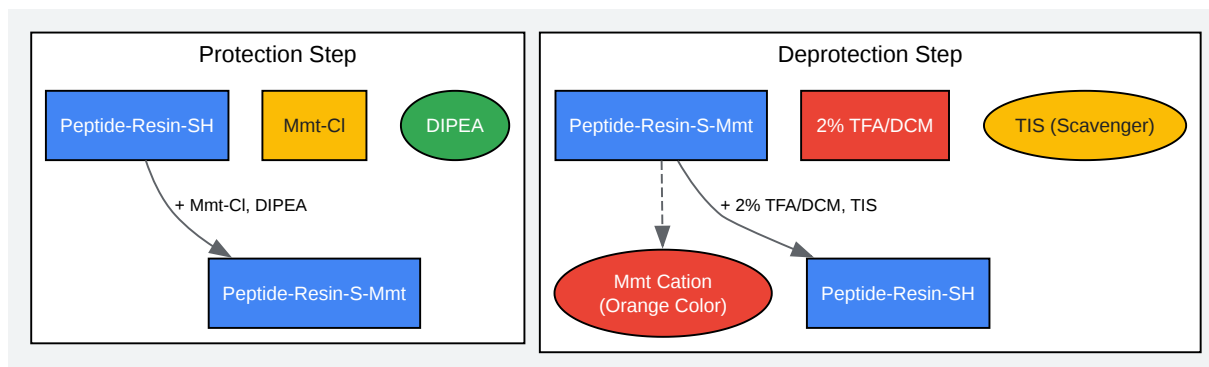 Protection Step
Peptide-Resin-SH
Mmt-Cl
DIPEA
+ Mmt-Cl, DIPEA
Peptide-Resin-S-Mmt
Deprotection Step
Peptide-Resin-S-Mmt
2% TFA/DCM
TIS (Scavenger)
+ 2% TFA/DCM, TIS
Mmt Cation
(Orange Color)
Peptide-Resin-SH